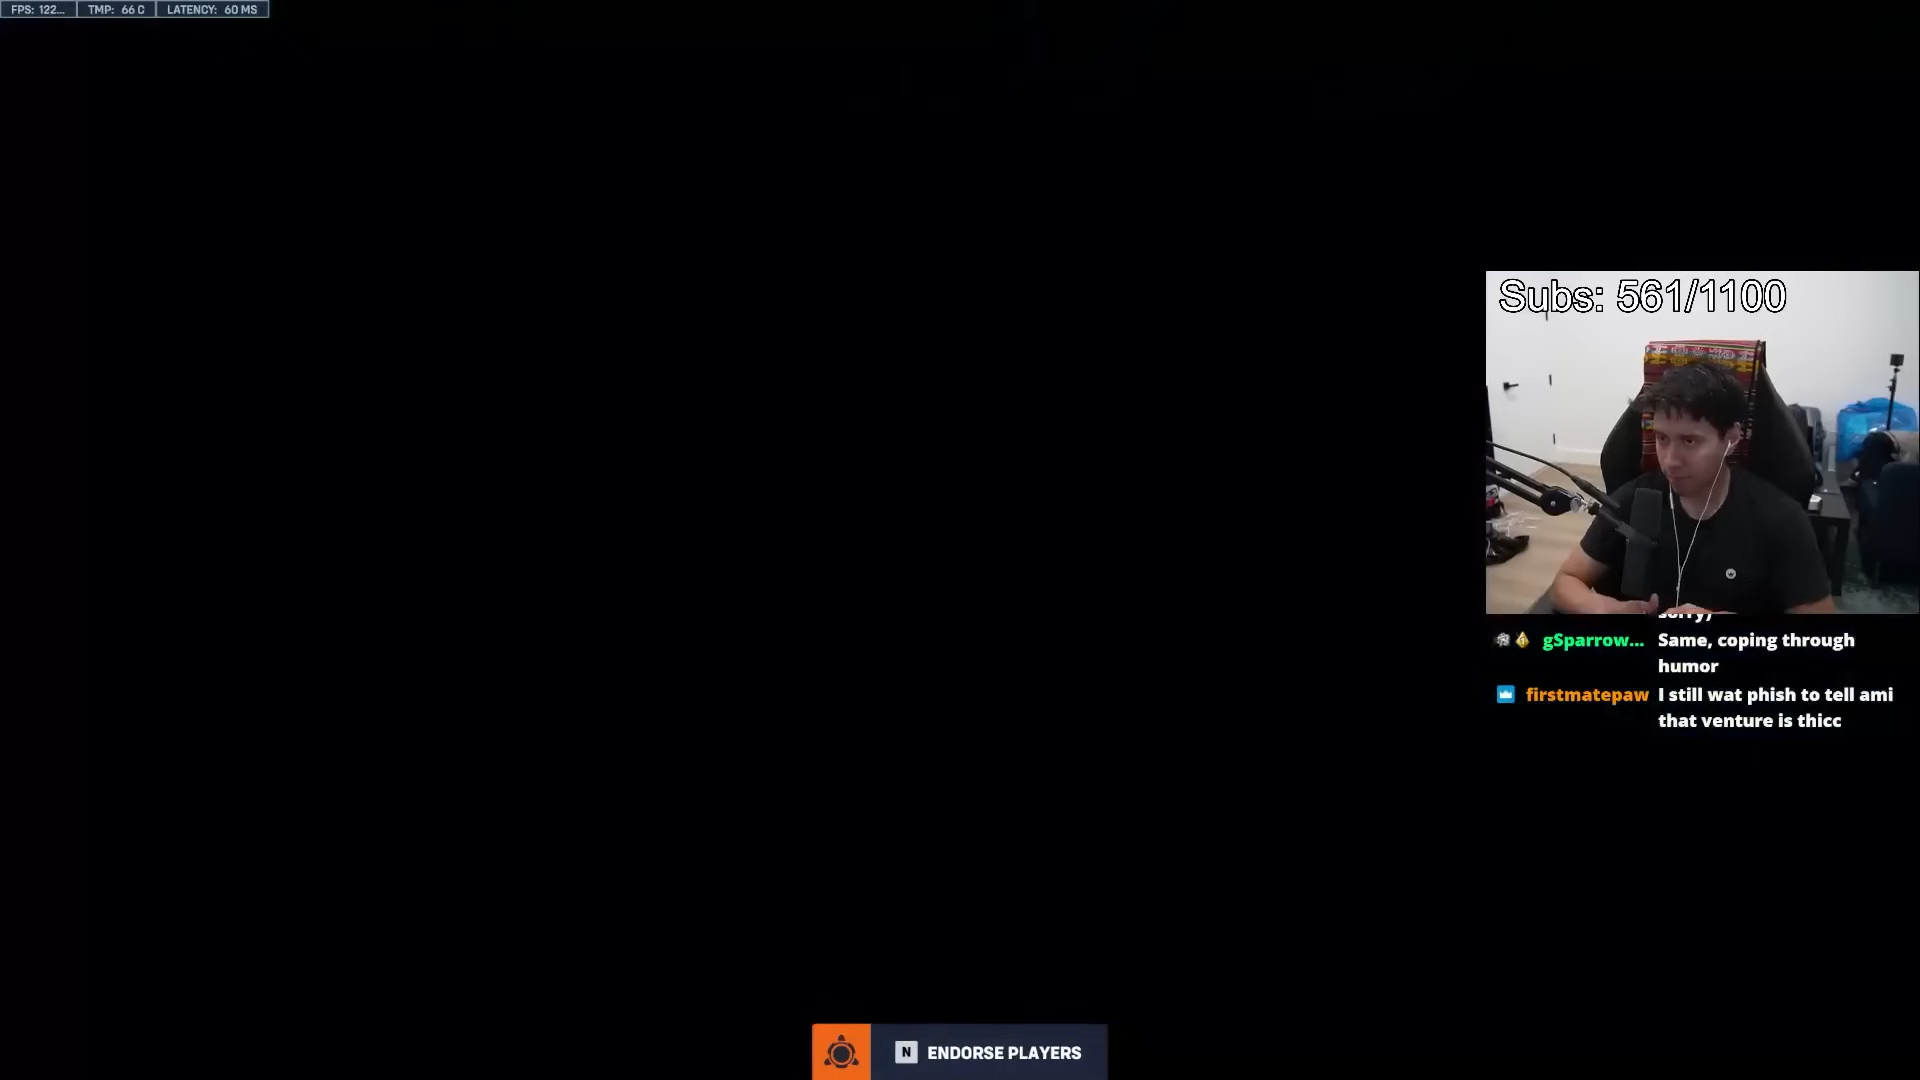 FPS: 122... TMP: 66 C LATENCY: 60 MS
Subs: 561/1100
sorry)
gSparrow... Same, coping through
humor
firstmatepaw I still wat phish to tell ami
that venture is thicc
N ENDORSE PLAYERS